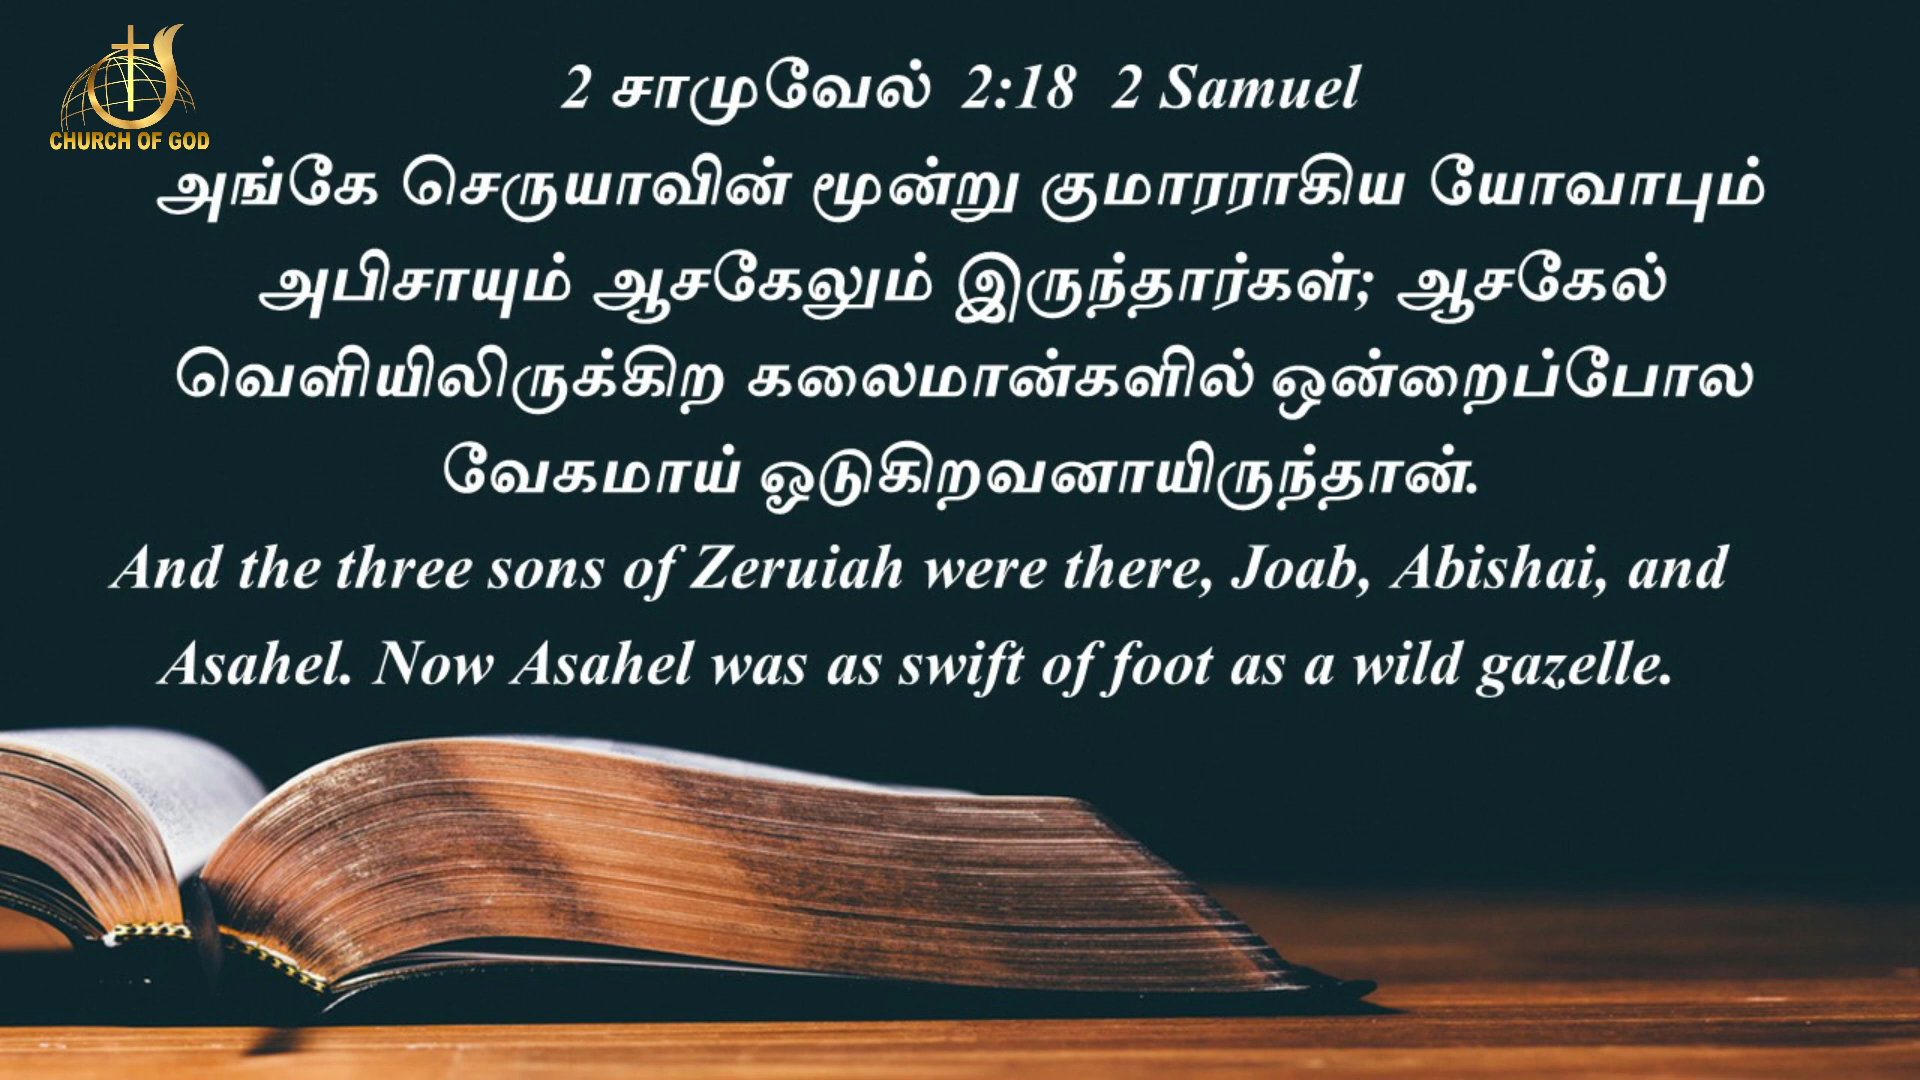 CHURCH OF GOD
2 சாமுவேல் 2:18 2 Samuel
அங்கே செருயாவின் மூன்று குமாரராகிய யோவாபும்
அபிசாயும் ஆசகேலும் இருந்தார்கள்; ஆசகேல்
வெளியிலிருக்கிற கலைமான்களில் ஒன்றைப்போல
வேகமாய் ஓடுகிறவனாயிருந்தான்.
And the three sons of Zeruiah were there, Joab, Abishai, and
Asahel. Now Asahel was as swift of foot as a wild gazelle.